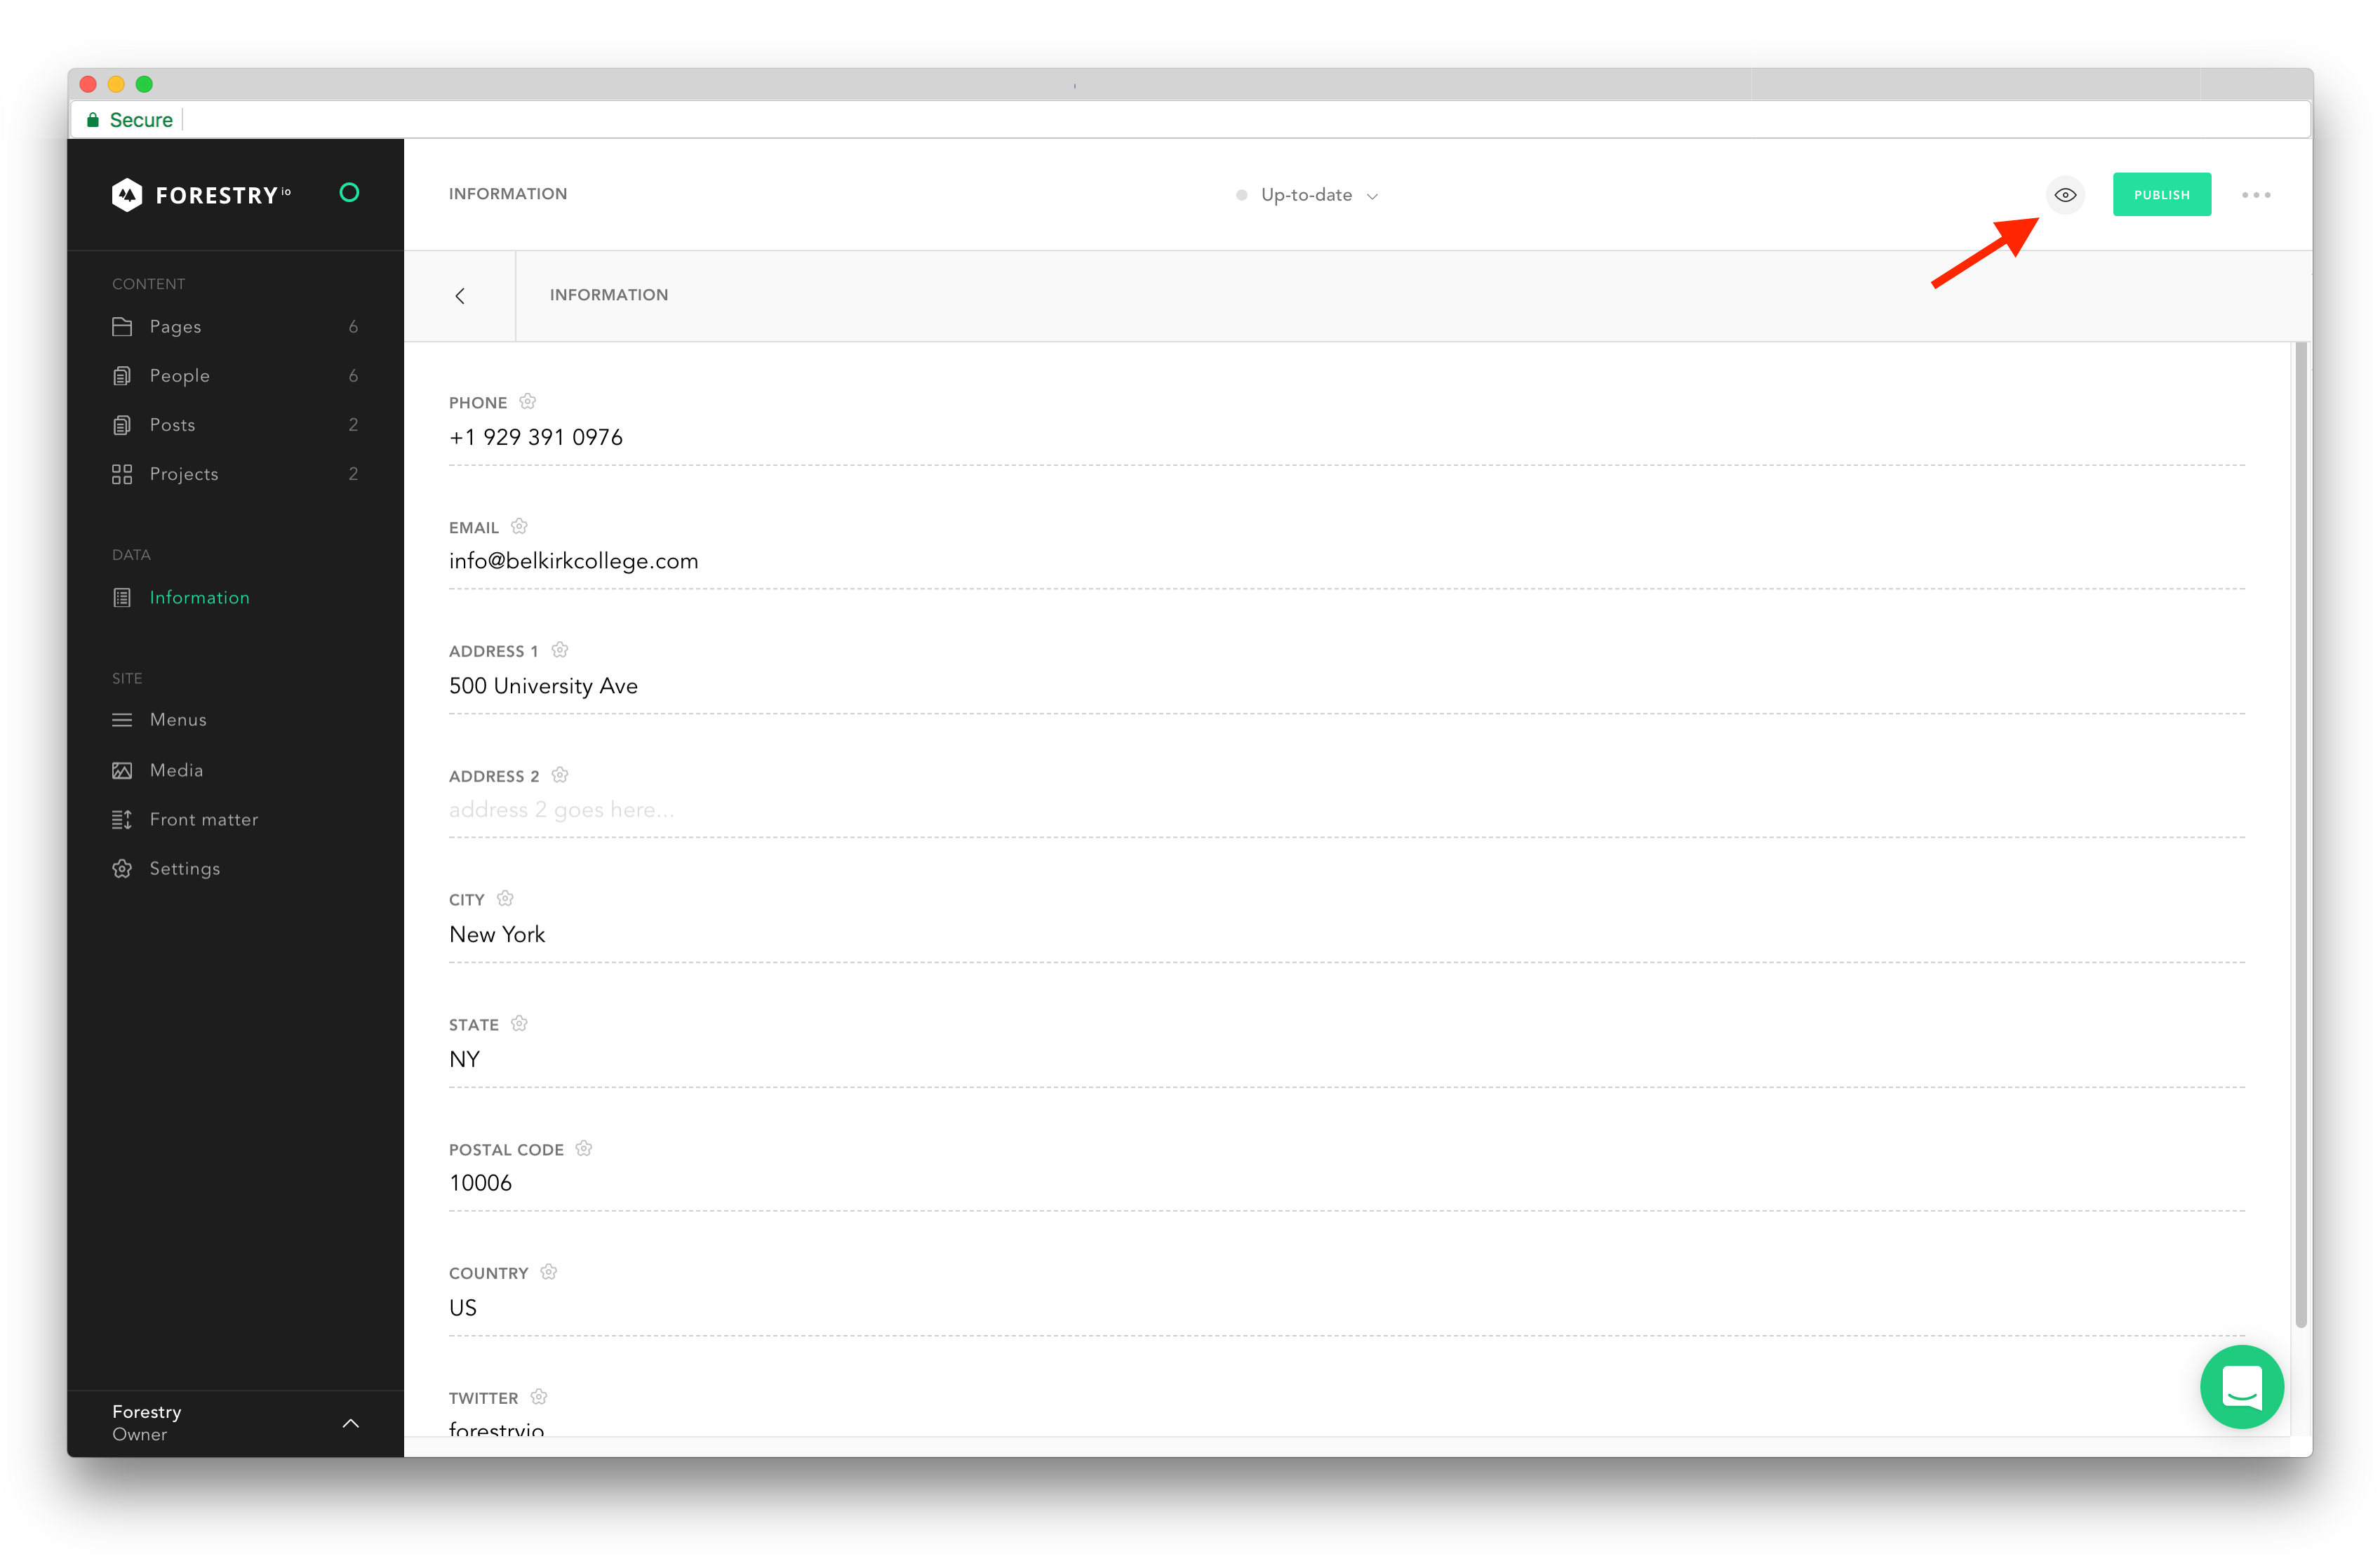 Secure
FORESTRY io
CONTENT
Pages 6
People 6
Posts 2
Projects 2
DATA
Information
SITE
Menus
Media
Front matter
Settings
Forestry
Owner
INFORMATION
Up-to-date
PUBLISH
INFORMATION
PHONE
+1 929 391 0976
EMAIL
info@belkirkcollege.com
ADDRESS 1
500 University Ave
ADDRESS 2
address 2 goes here...
CITY
New York
STATE
NY
POSTAL CODE
10006
COUNTRY
US
TWITTER
forestryio